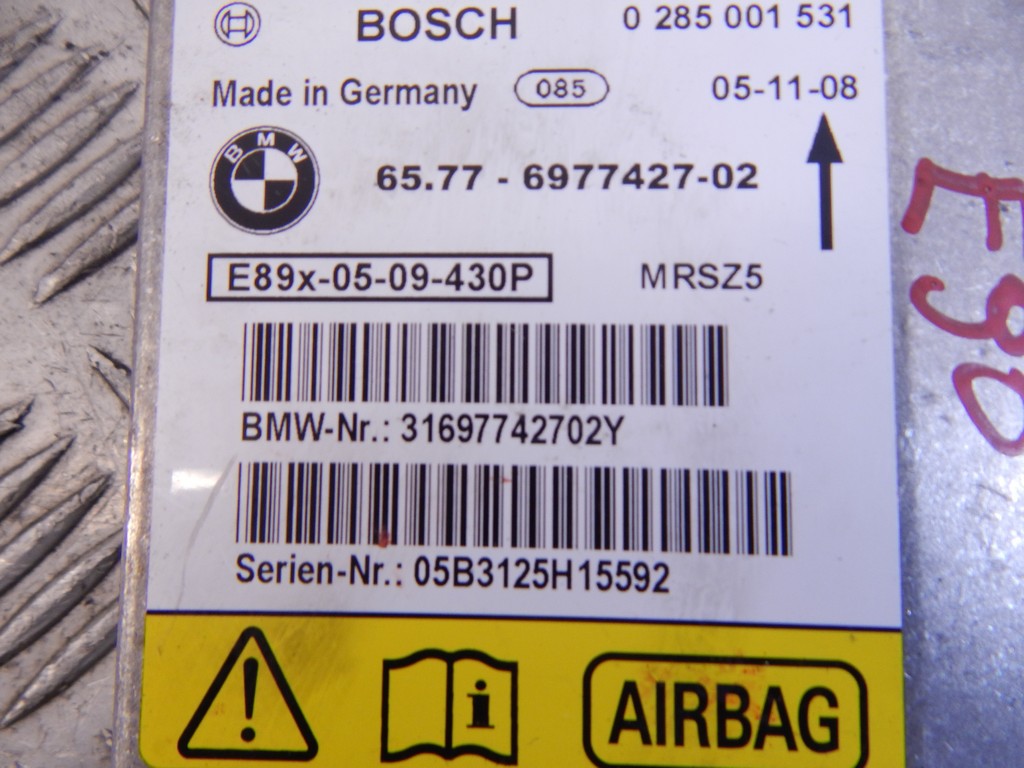 BOSCH 0 285 001 531
Made in Germany 085 05-11-08
BMW
65.77 - 6977427-02
E89x-05-09-430P MRSZ5
BMW-Nr.: 31697742702Y
Serien-Nr.: 05B3125H15592
! i AIRBAG
E90